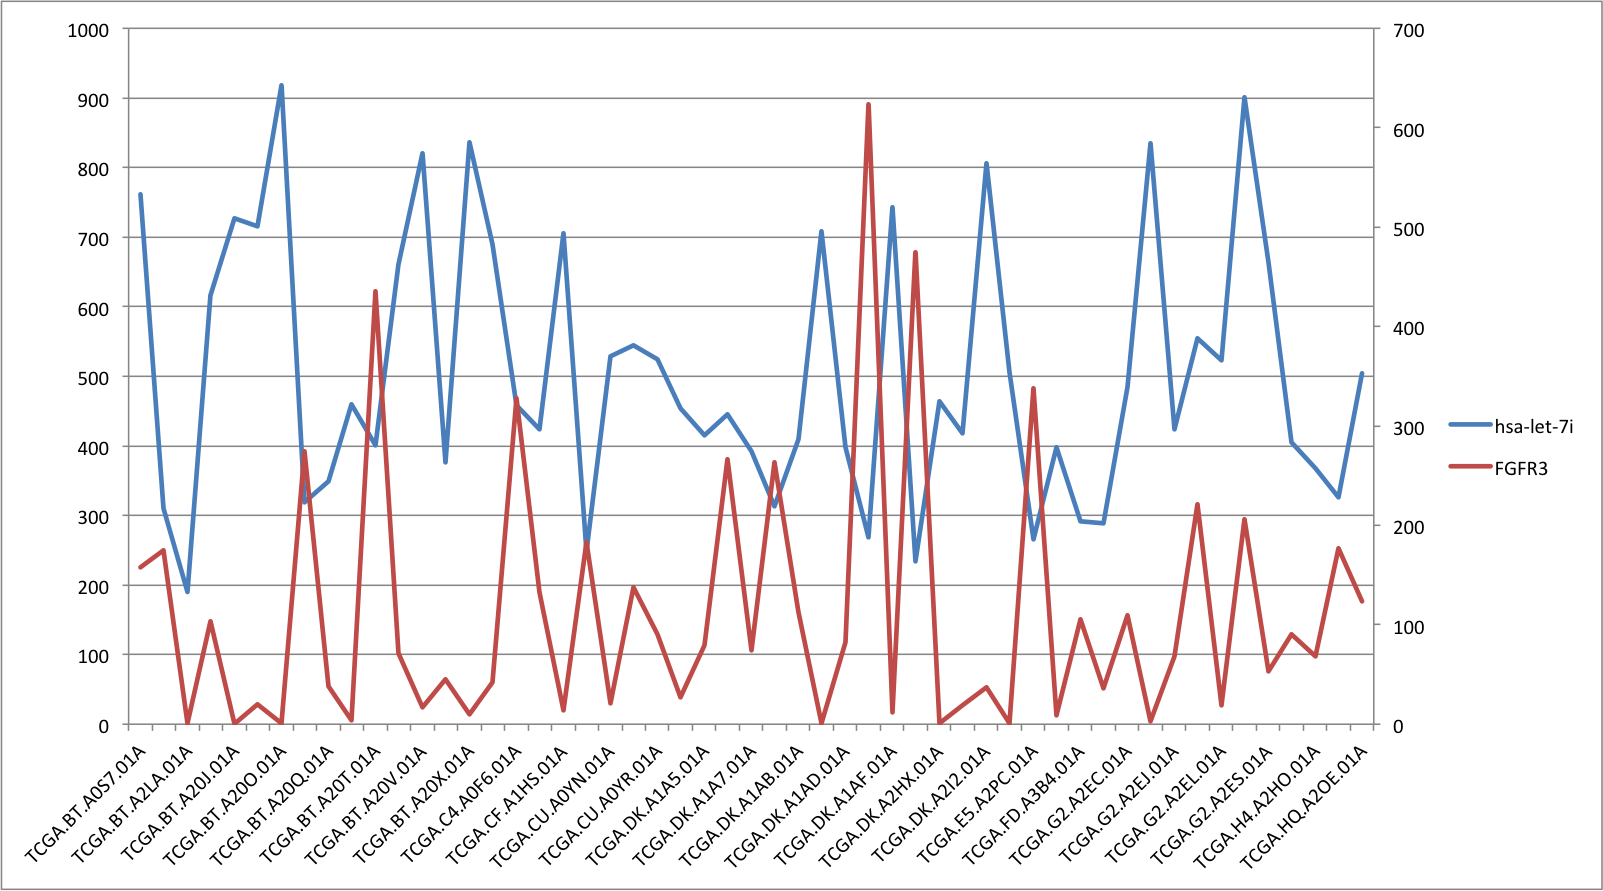 1000
900
800
700
600
500
400
300
200
100
0
700
600
500
400
300
200
100
0
hsa-let-7i
FGFR3
TCGA.BT.A0S7.01A
TCGA.BT.A2LA.01A
TCGA.BT.A20J.01A
TCGA.BT.A20O.01A
TCGA.BT.A20Q.01A
TCGA.BT.A20T.01A
TCGA.BT.A20V.01A
TCGA.BT.A20X.01A
TCGA.C4.A0F6.01A
TCGA.CF.A1HS.01A
TCGA.CU.A0YN.01A
TCGA.CU.A0YR.01A
TCGA.DK.A1A5.01A
TCGA.DK.A1A7.01A
TCGA.DK.A1AB.01A
TCGA.DK.A1AD.01A
TCGA.DK.A1AF.01A
TCGA.DK.A2HX.01A
TCGA.DK.A2I2.01A
TCGA.E5.A2PC.01A
TCGA.FD.A3B4.01A
TCGA.G2.A2EC.01A
TCGA.G2.A2EJ.01A
TCGA.G2.A2EL.01A
TCGA.G2.A2ES.01A
TCGA.H4.A2HO.01A
TCGA.HQ.A2OE.01A